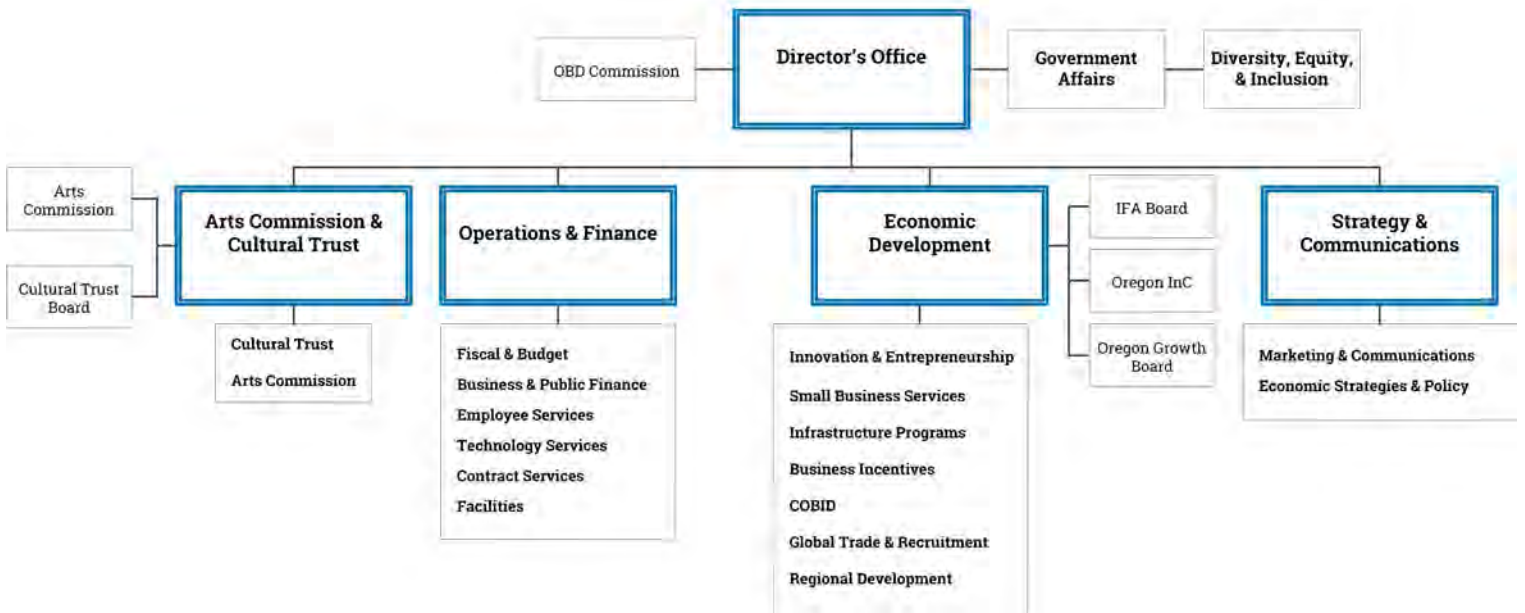 OBD Commission
Director's Office
Government
Affairs
Diversity, Equity,
& Inclusion
Arts
Commission
Cultural Trust
Board
Arts Commission &
Cultural Trust
Operations & Finance
Economic
Development
IFA Board
Oregon InC
Oregon Growth
Board
Strategy &
Communications
Cultural Trust
Arts Commission
Fiscal & Budget
Business & Public Finance
Employee Services
Technology Services
Contract Services
Facilities
Innovation & Entrepreneurship
Small Business Services
Infrastructure Programs
Business Incentives
COBID
Global Trade & Recruitment
Regional Development
Marketing & Communications
Economic Strategies & Policy